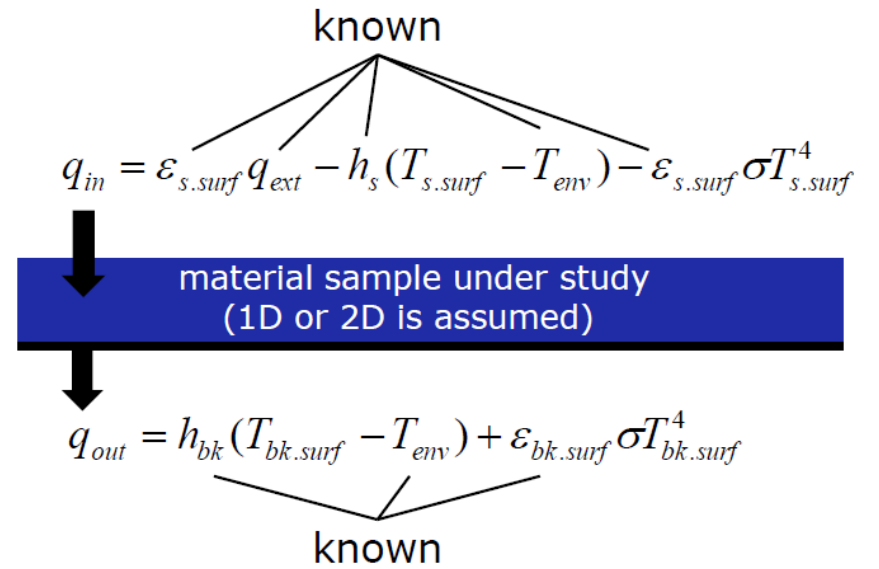 known
q_in = ε_s.surf q_ext − h_s (T_s.surf − T_env) − ε_s.surf σT_s.surf^4
material sample under study
(1D or 2D is assumed)
q_out = h_bk (T_bk.surf − T_env) + ε_bk.surf σT_bk.surf^4
known